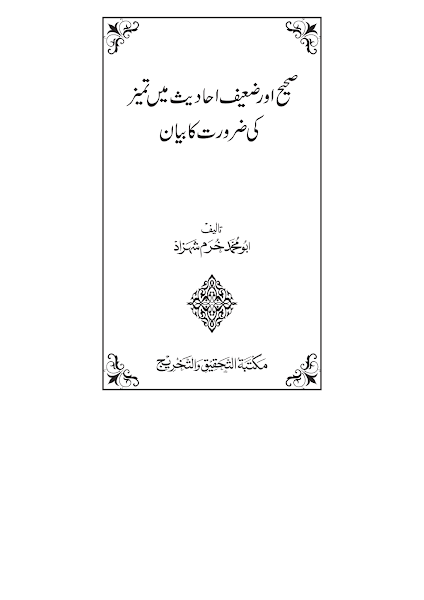 صحیح اور ضعیف احادیث میں تمیز
کی ضرورت کا بیان
تالیف
ابو محمد خرم شہزاد
مکتبۃ التحقیق والتخریج